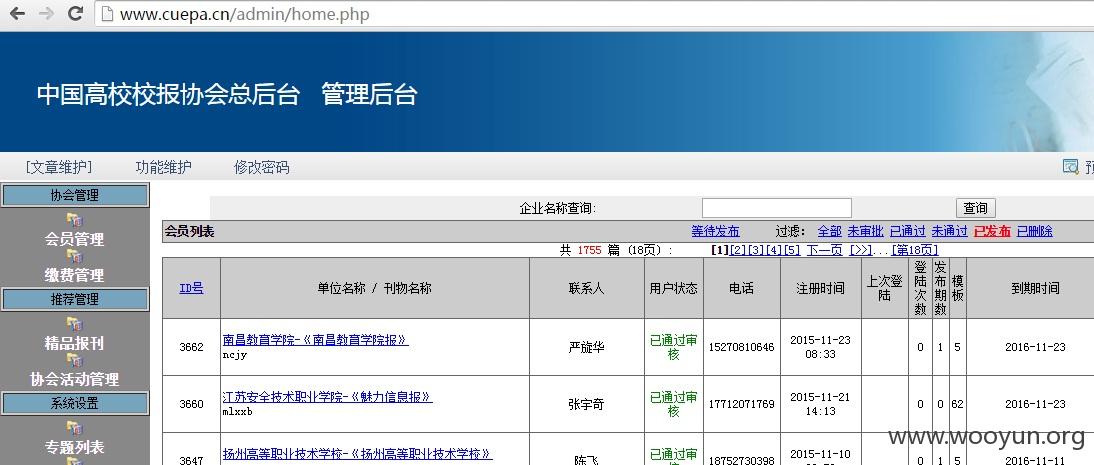 www.cuepa.cn/admin/home.php
中国高校校报协会总后台 管理后台
[文章维护] 功能维护 修改密码 预
协会管理
会员管理
缴费管理
推荐管理
精品报刊
协会活动管理
系统设置
专题列表
企业名称查询: 查询
会员列表 等待发布 过滤: 全部 未审批 已通过 未通过 已发布 已删除
共 1755 篇 (18页) : [1][2][3][4][5] 下一页 [>>]...[第18页]
ID号 单位名称 / 刊物名称 联系人 用户状态 电话 注册时间 上次登陆 登陆次数 发布期数 模板 到期时间
3662 南昌教育学院-《南昌教育学院报》 ncjy 严旋华 已通过审核 15270810646 2015-11-23 08:33 0 1 5 2016-11-23
3660 江苏安全技术职业学院-《魅力信息报》 mlxxb 张宇奇 已通过审核 17712071769 2015-11-21 14:13 0 0 62 2016-11-23
3647 扬州高等职业技术学校-《扬州高等职业技术学校》 陈飞 已通过审 18752730398 2015-11-10 0 1 5 2016-11-11
www.wooyun.org